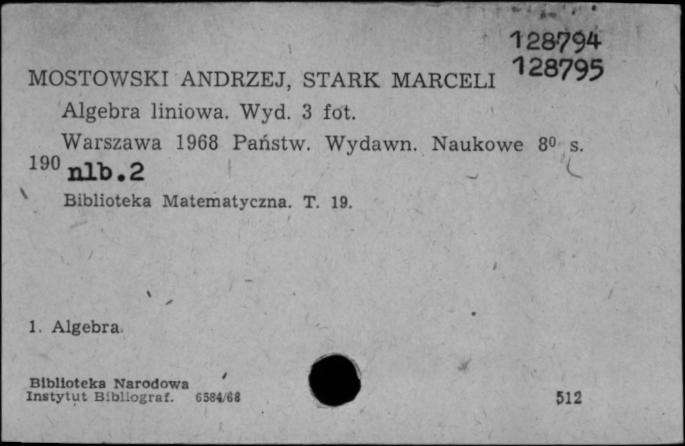 128794
128795
MOSTOWSKI ANDRZEJ, STARK MARCELI
Algebra liniowa. Wyd. 3 fot.
Warszawa 1968 Państw. Wydawn. Naukowe 8⁰ s.
190 nlb.2
Biblioteka Matematyczna. T. 19.
1. Algebra.
Biblioteka Narodowa
Instytut Bibliograf. 6584/68
512